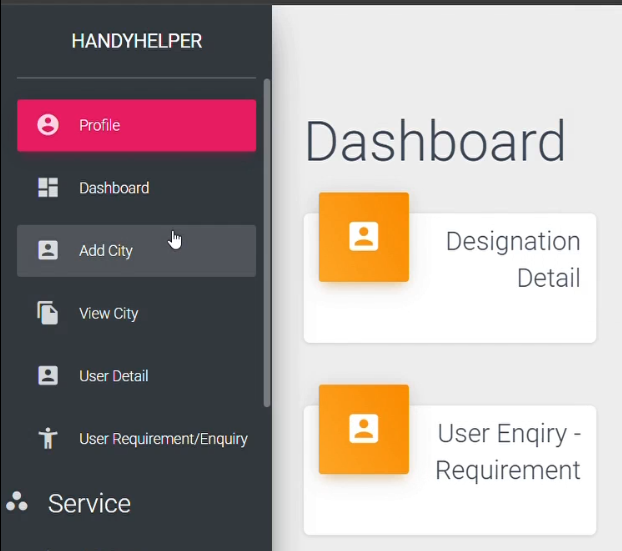 HANDYHELPER
Profile
Dashboard
Add City
View City
User Detail
User Requirement/Enquiry
Service
Dashboard
Designation
Detail
User Enqiry -
Requirement